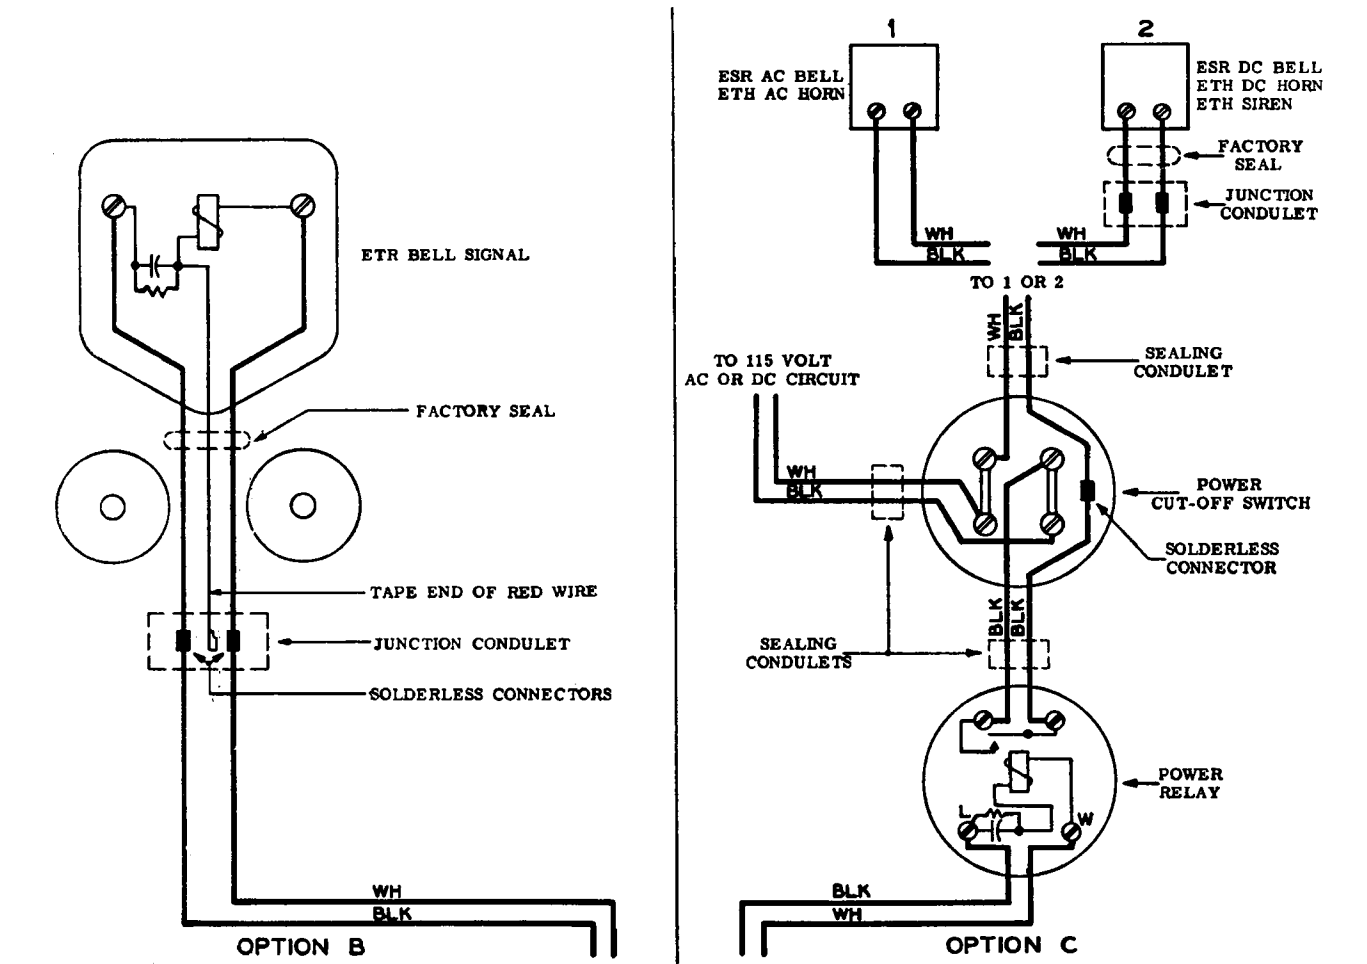 ETR BELL SIGNAL
FACTORY SEAL
TAPE END OF RED WIRE
JUNCTION CONDULET
SOLDERLESS CONNECTORS
WH
BLK
OPTION B
1
2
ESR AC BELL
ETH AC HORN
ESR DC BELL
ETH DC HORN
ETH SIREN
FACTORY
SEAL
JUNCTION
CONDULET
WH
BLK
WH
BLK
TO 1 OR 2
WH
BLK
SEALING
CONDULET
TO 115 VOLT
AC OR DC CIRCUIT
WH
BLK
POWER
CUT-OFF SWITCH
SOLDERLESS
CONNECTOR
BLK
BLK
SEALING
CONDULETS
POWER
RELAY
L
W
BLK
WH
OPTION C